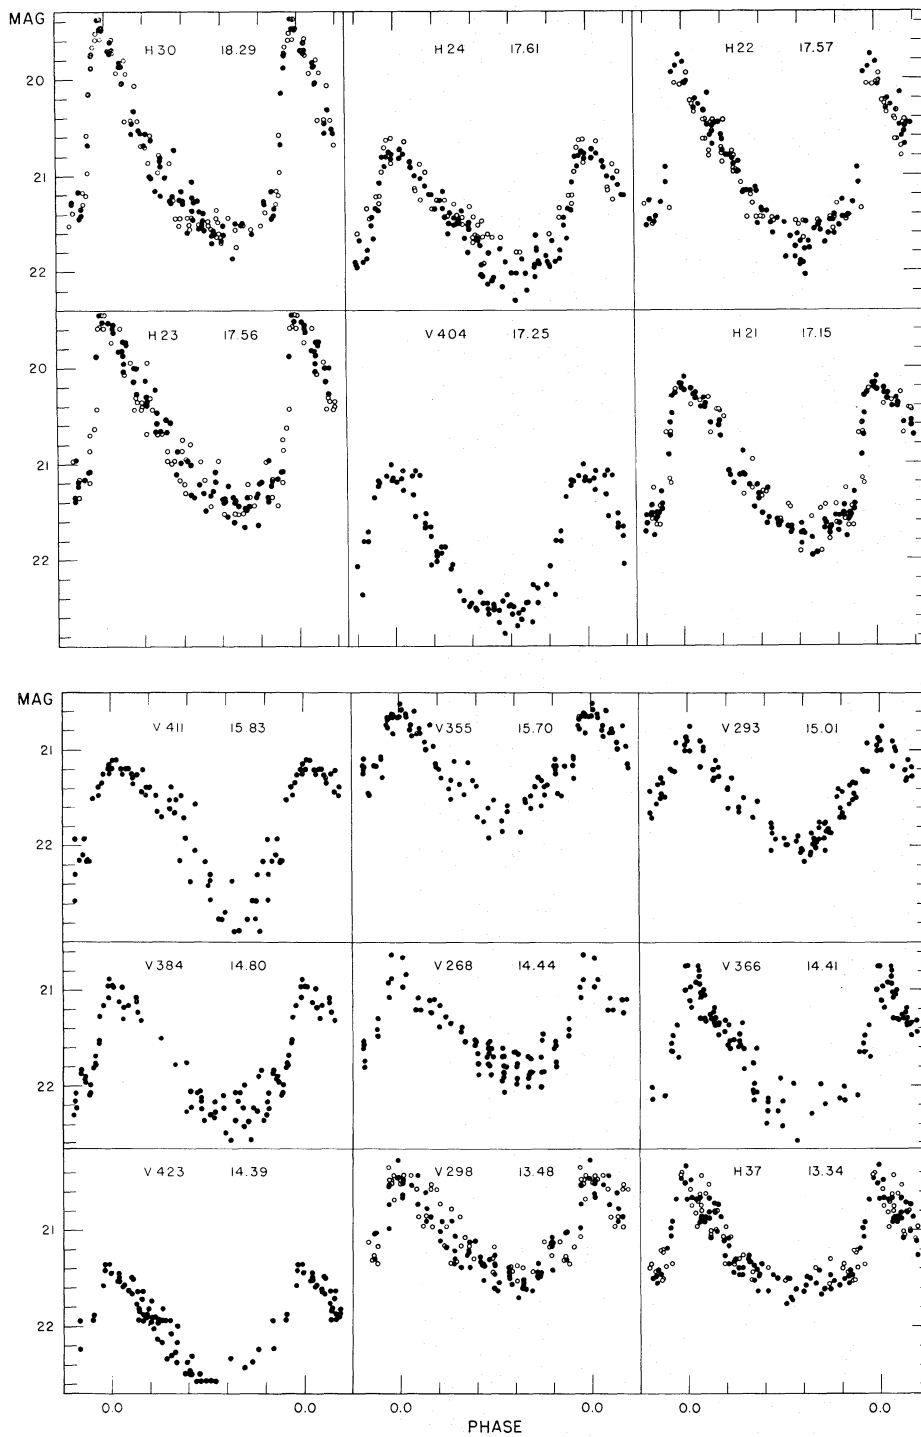 MAG
H 30 18.29 H 24 17.61 H 22 17.57
20
21
22
H 23 17.56 V 404 17.25 H 21 17.15
20
21
22
MAG
V 411 15.83 V 355 15.70 V 293 15.01
21
22
V 384 14.80 V 268 14.44 V 366 14.41
21
22
V 423 14.39 V 298 13.48 H 37 13.34
21
22
0.0 0.0 0.0 0.0 0.0 0.0
PHASE